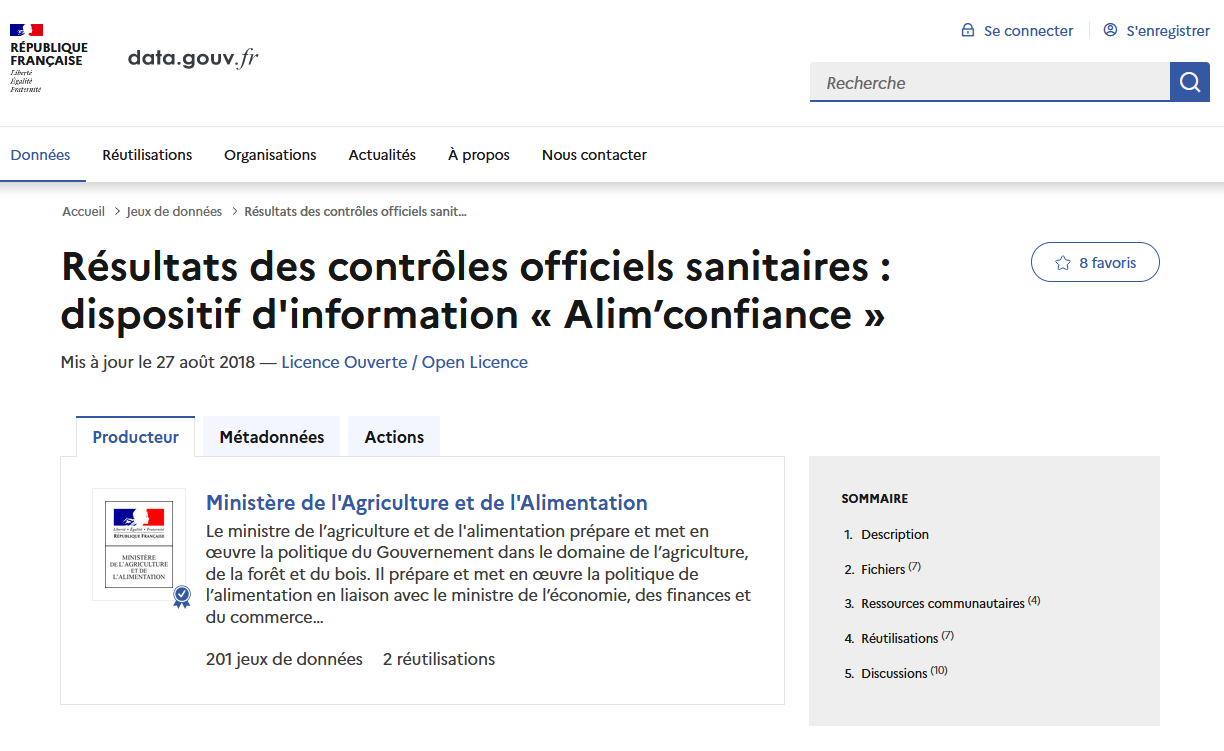 RÉPUBLIQUE
FRANÇAISE
Liberté
Égalité
Fraternité
data.gouv.fr
Se connecter
S'enregistrer
Recherche
Données
Réutilisations
Organisations
Actualités
À propos
Nous contacter
Accueil > Jeux de données > Résultats des contrôles officiels sanit...
Résultats des contrôles officiels sanitaires :
dispositif d'information « Alim’confiance »
8 favoris
Mis à jour le 27 août 2018 — Licence Ouverte / Open Licence
Producteur
Métadonnées
Actions
Liberté • Égalité • Fraternité
RÉPUBLIQUE FRANÇAISE
MINISTÈRE
DE L'AGRICULTURE
ET DE
L'ALIMENTATION
Ministère de l'Agriculture et de l'Alimentation
Le ministre de l’agriculture et de l'alimentation prépare et met en
œuvre la politique du Gouvernement dans le domaine de l’agriculture,
de la forêt et du bois. Il prépare et met en œuvre la politique de
l’alimentation en liaison avec le ministre de l’économie, des finances et
du commerce...
201 jeux de données 2 réutilisations
SOMMAIRE
1. Description
2. Fichiers (7)
3. Ressources communautaires (4)
4. Réutilisations (7)
5. Discussions (10)